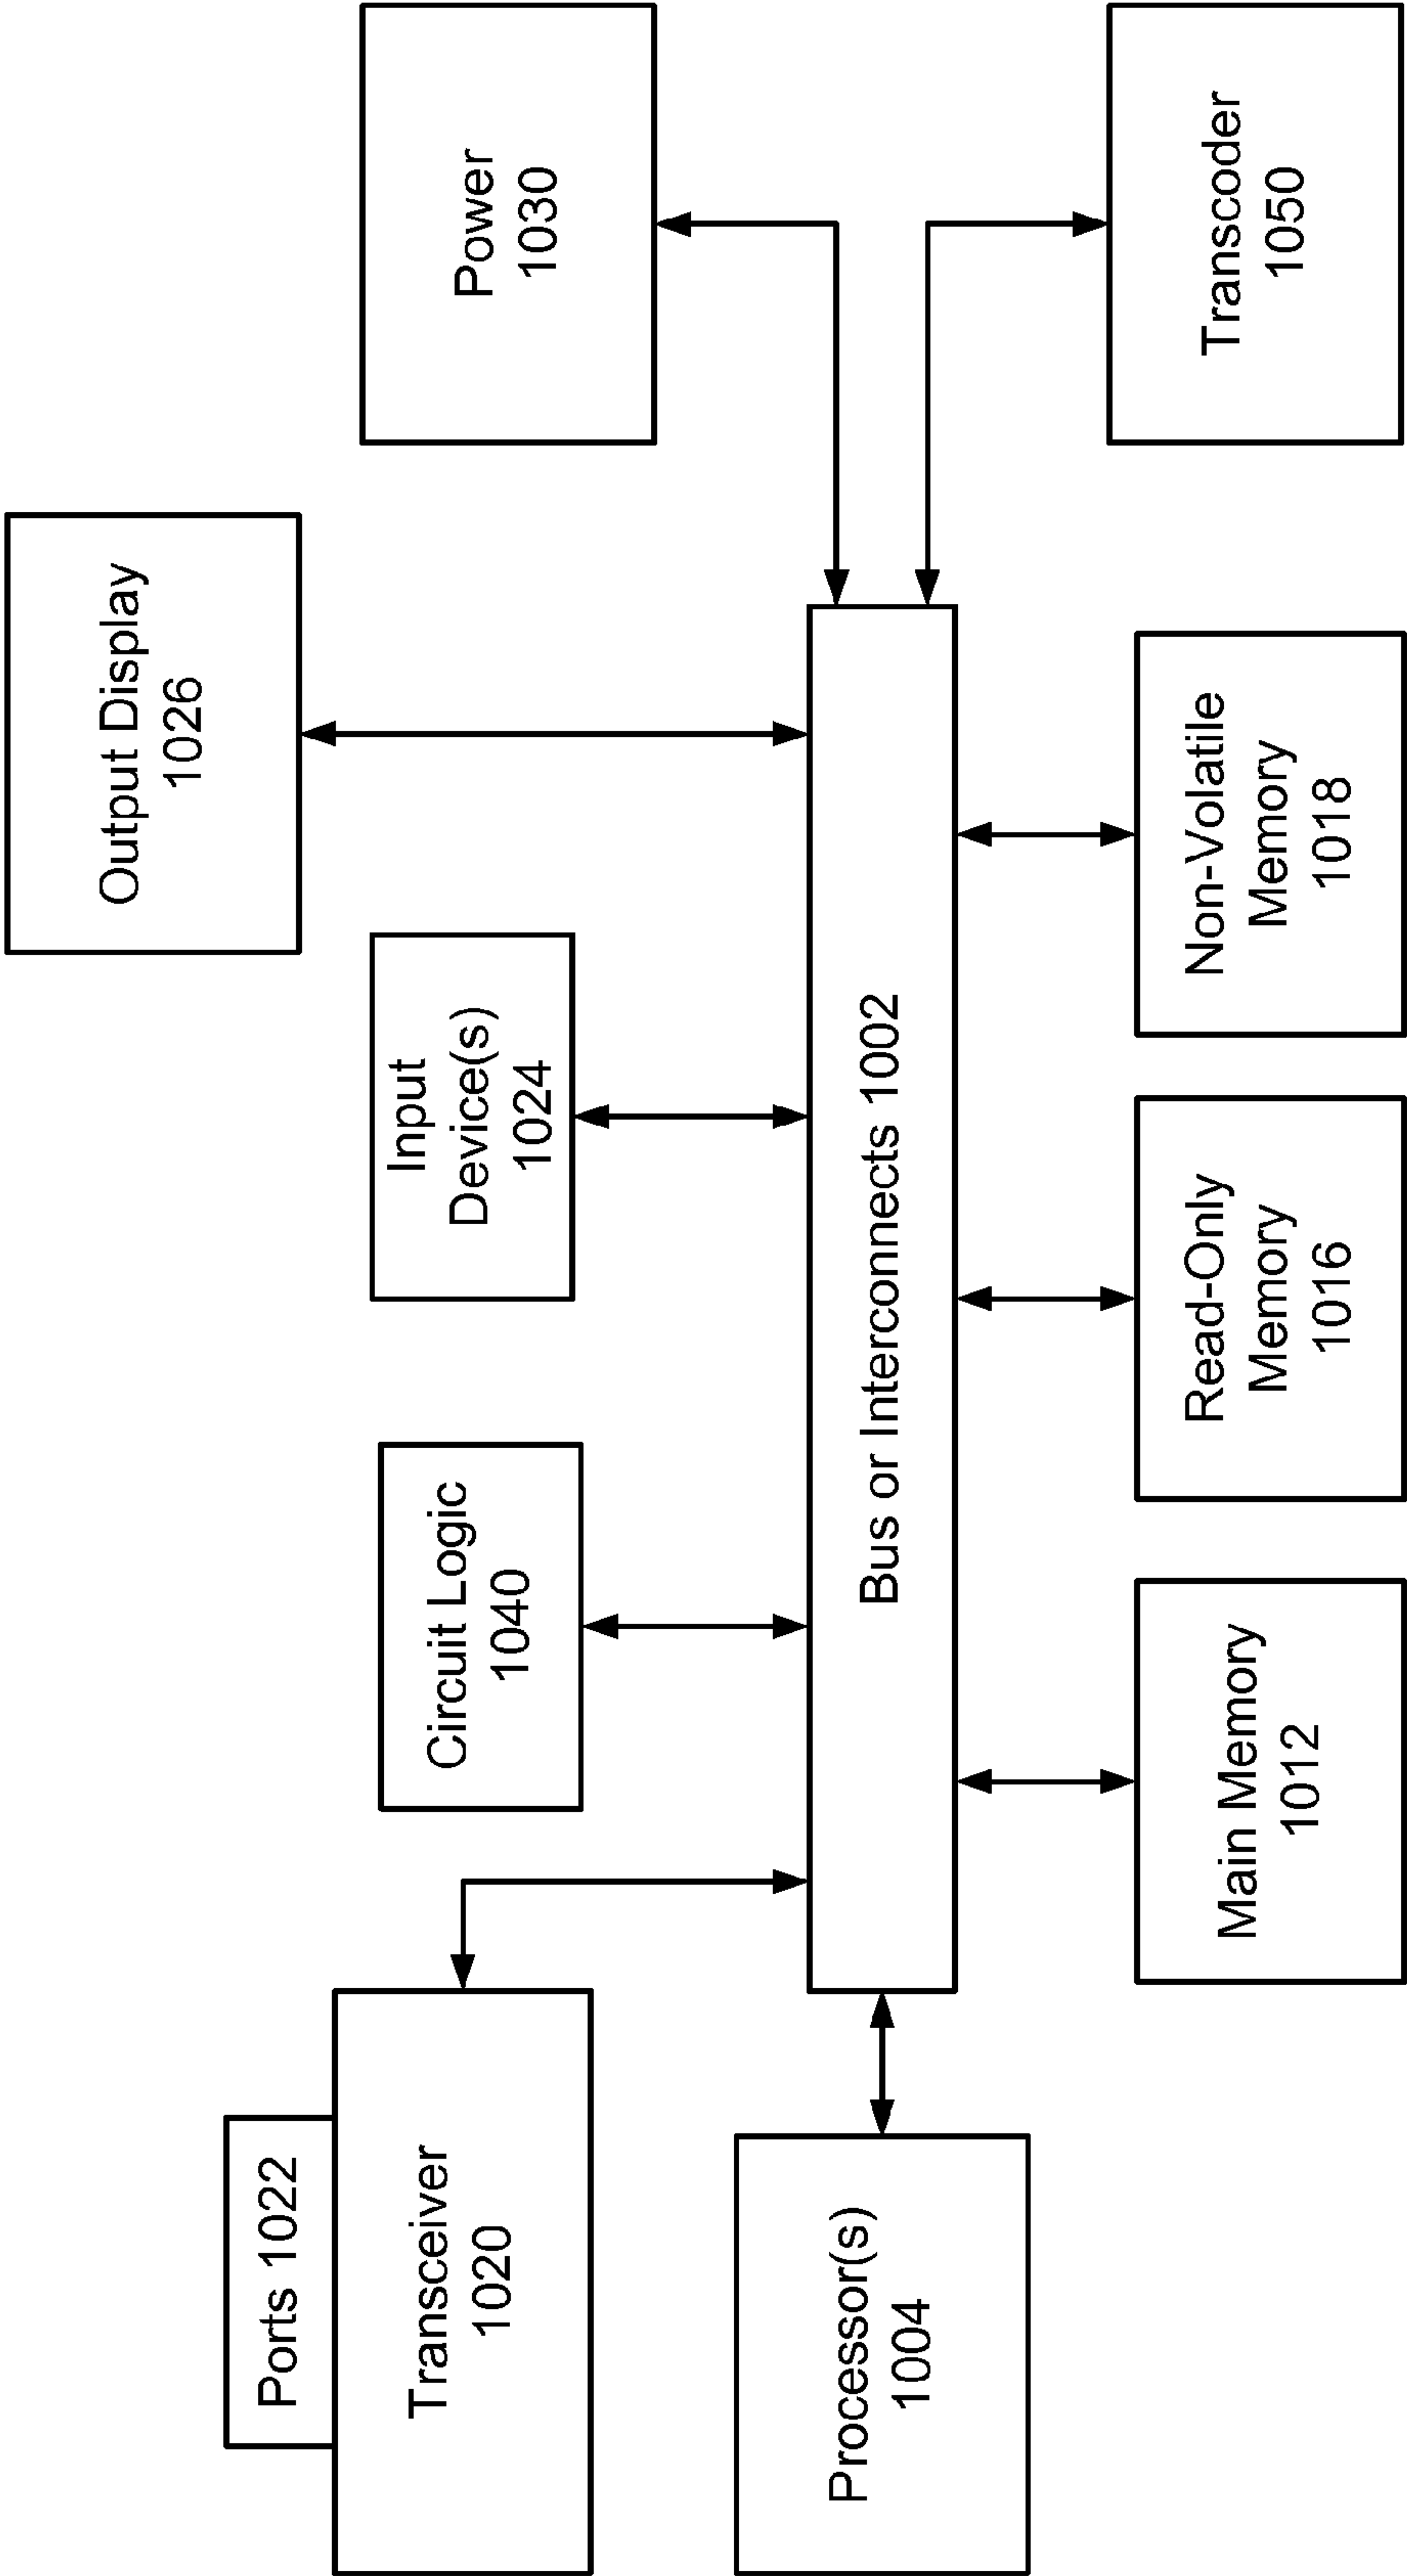 Ports 1022
Transceiver
1020
Processor(s)
1004
Circuit Logic
1040
Input
Device(s)
1024
Output Display
1026
Power
1030
Bus or Interconnects 1002
Main Memory
1012
Read-Only
Memory
1016
Non-Volatile
Memory
1018
Transcoder
1050